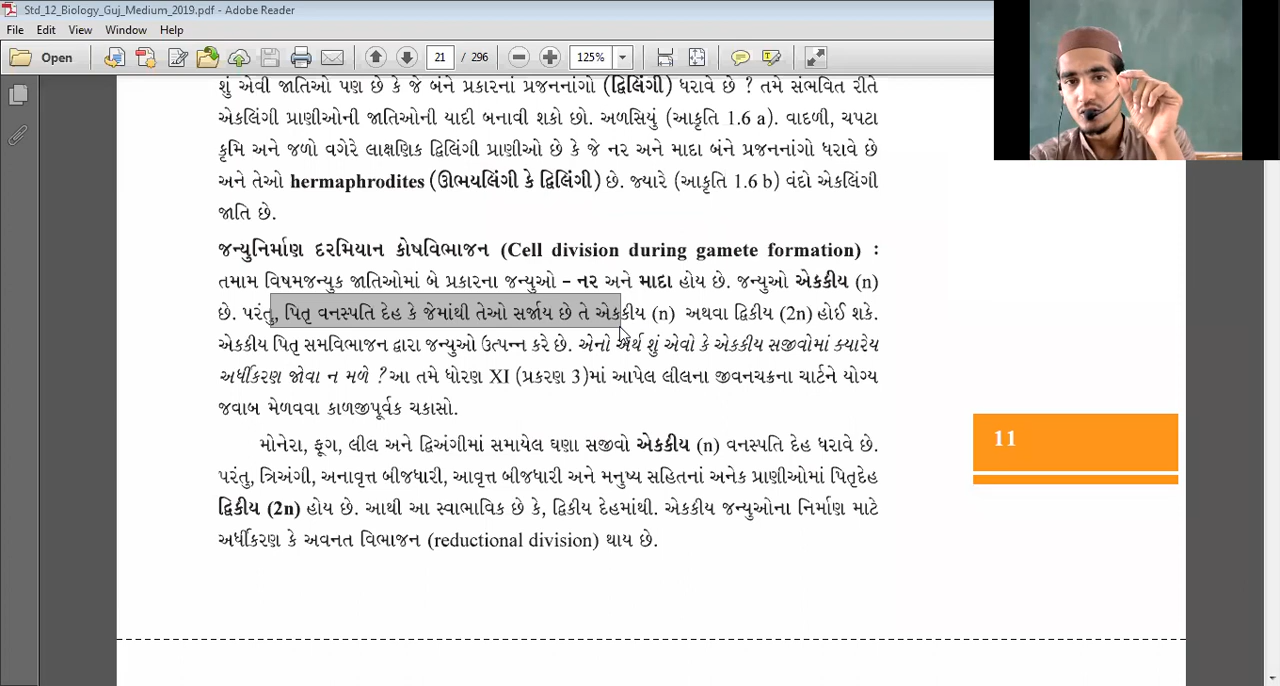 Std_12_Biology_Guj_Medium_2019.pdf - Adobe Reader
File Edit View Window Help
Open 21 / 296 125%
શું એવી જાતિઓ પણ છે કે જે બંને પ્રકારનાં પ્રજનનાંગો (દ્વિલિંગી) ધરાવે છે ? તમે સંભવિત રીતે
એકલિંગી પ્રાણીઓની જાતિઓની યાદી બનાવી શકો છો. અળસિયું (આકૃતિ 1.6 a). વાદળી, ચપટા
કૃમિ અને જળો વગેરે લાક્ષણિક દ્વિલિંગી પ્રાણીઓ છે કે જે નર અને માદા બંને પ્રજનનાંગો ધરાવે છે
અને તેઓ hermaphrodites (ઊભયલિંગી કે દ્વિલિંગી) છે. જ્યારે (આકૃતિ 1.6 b) વંદો એકલિંગી
જાતિ છે.
જન્યુનિર્માણ દરમિયાન કોષવિભાજન (Cell division during gamete formation) :
તમામ વિષમજન્યુક જાતિઓમાં બે પ્રકારના જન્યુઓ – નર અને માદા હોય છે. જન્યુઓ એકકીય (n)
છે. પરંતુ, પિતૃ વનસ્પતિ દેહ કે જેમાંથી તેઓ સર્જાય છે તે એકકીય (n) અથવા દ્વિકીય (2n) હોઈ શકે.
એકકીય પિતૃ સમવિભાજન દ્વારા જન્યુઓ ઉત્પન્ન કરે છે. એનો અર્થ શું એવો કે એકકીય સજીવોમાં ક્યારેય
અર્ધીકરણ જોવા ન મળે ? આ તમે ધોરણ XI (પ્રકરણ 3)માં આપેલ લીલના જીવનચક્રના ચાર્ટને યોગ્ય
જવાબ મેળવવા કાળજીપૂર્વક ચકાસો.
મોનેરા, ફૂગ, લીલ અને દ્વિઅંગીમાં સમાયેલ ઘણા સજીવો એકકીય (n) વનસ્પતિ દેહ ધરાવે છે.
પરંતુ, ત્રિઅંગી, અનાવૃત્ત બીજધારી, આવૃત્ત બીજધારી અને મનુષ્ય સહિતનાં અનેક પ્રાણીઓમાં પિતૃદેહ
દ્વિકીય (2n) હોય છે. આથી આ સ્વાભાવિક છે કે, દ્વિકીય દેહમાંથી. એકકીય જન્યુઓના નિર્માણ માટે
અર્ધીકરણ કે અવનત વિભાજન (reductional division) થાય છે.
11